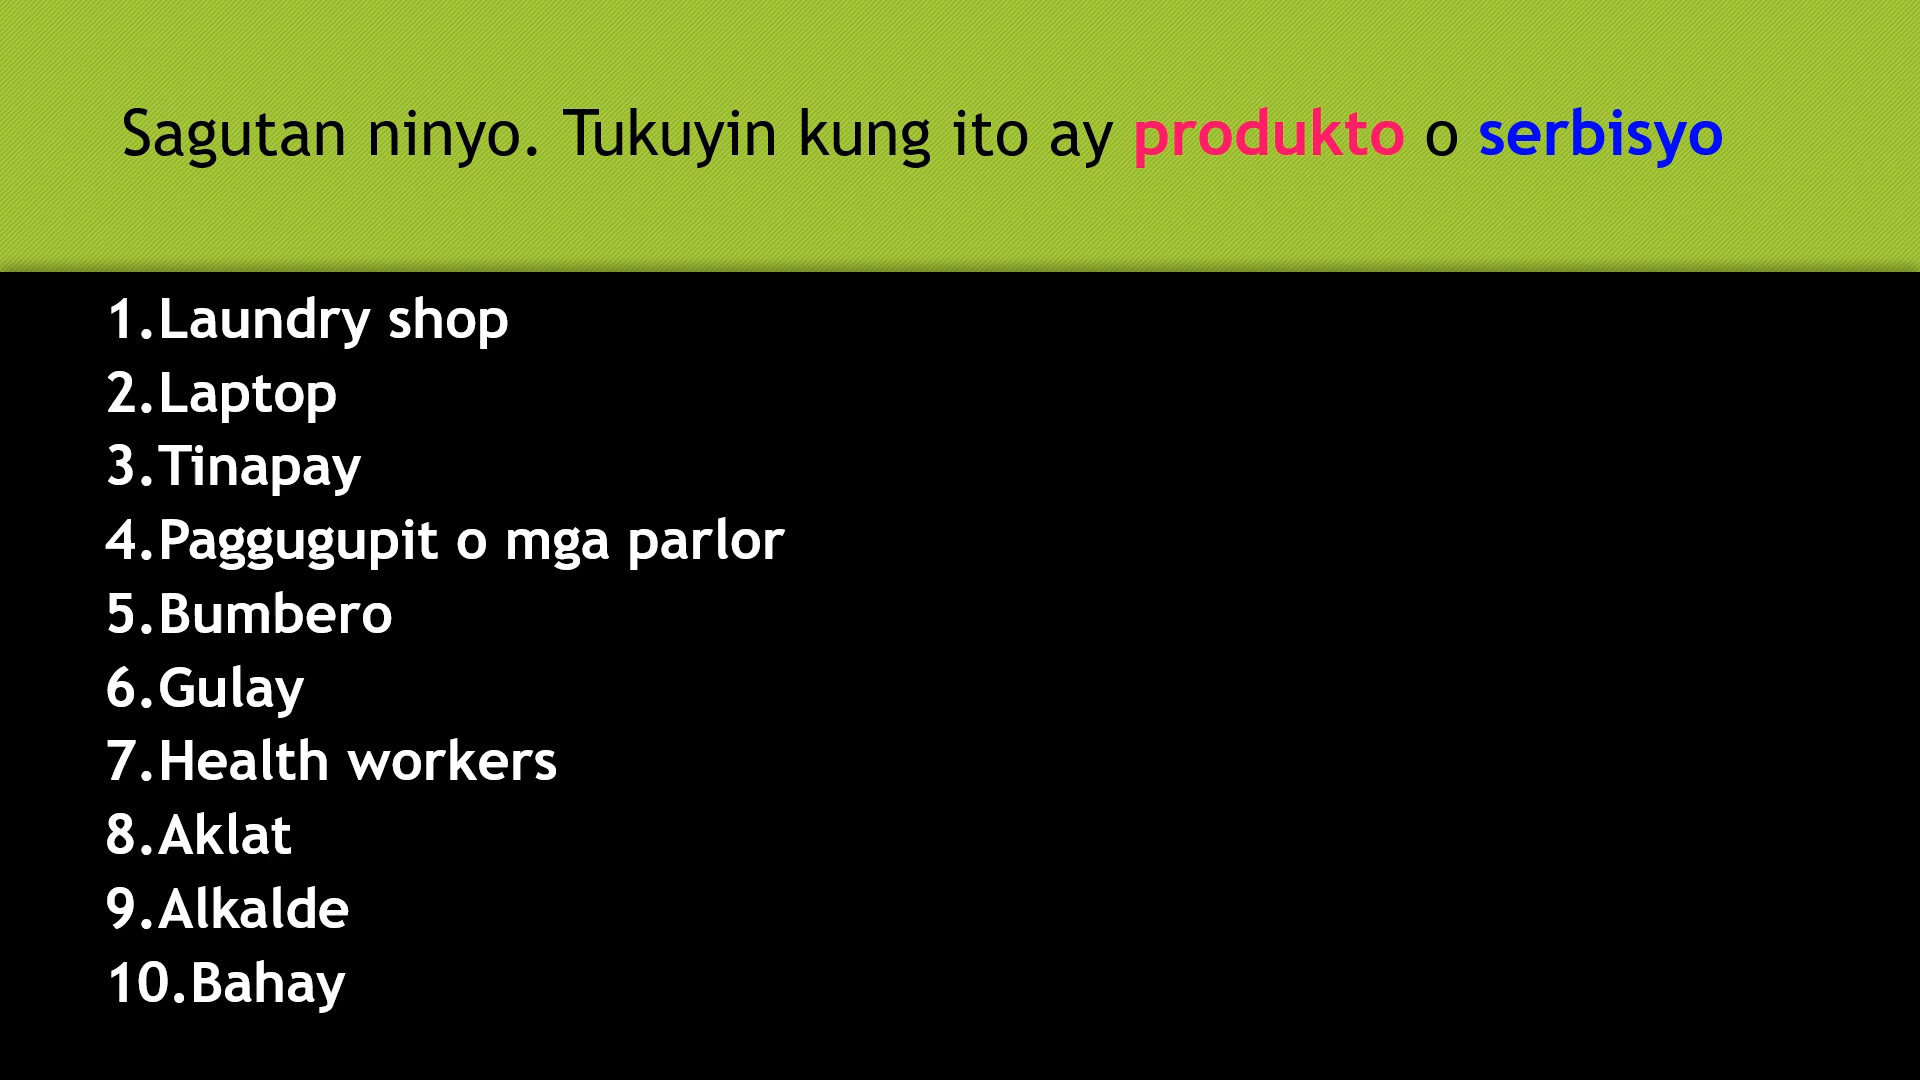 Sagutan ninyo. Tukuyin kung ito ay produkto o serbisyo
1.Laundry shop
2.Laptop
3.Tinapay
4.Paggugupit o mga parlor
5.Bumbero
6.Gulay
7.Health workers
8.Aklat
9.Alkalde
10.Bahay